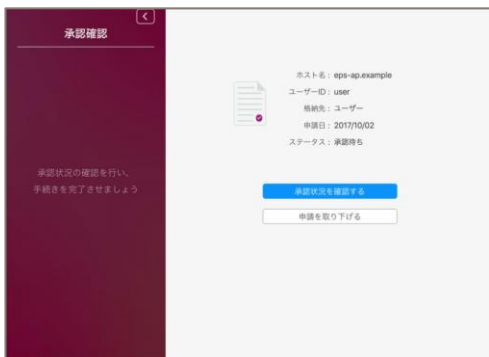 承認確認
承認状況の確認を行い、
手続きを完了させましょう
ホスト名：eps-ap.example
ユーザーID：user
格納先：ユーザー
申請日：2017/10/02
ステータス：承認待ち
承認状況を確認する
申請を取り下げる